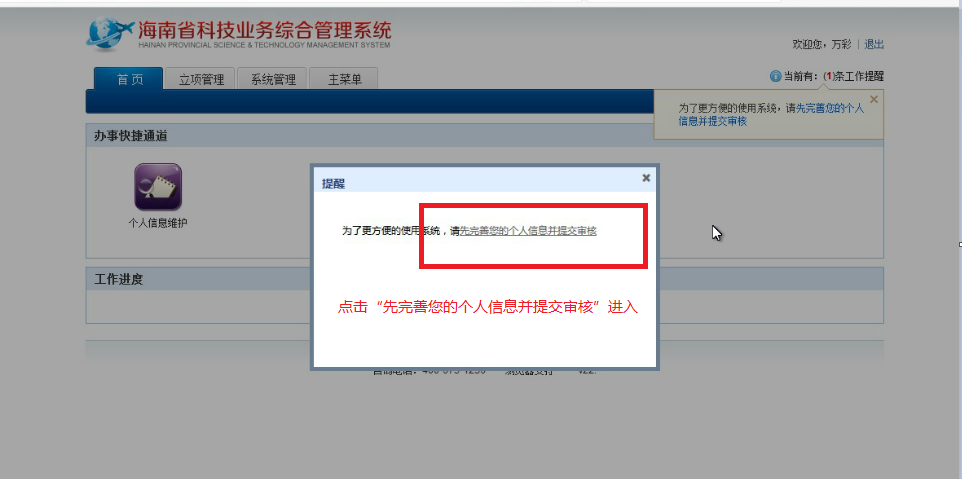 海南省科技业务综合管理系统
HAINAN PROVINCIAL SCIENCE & TECHNOLOGY MANAGEMENT SYSTEM
欢迎您，万彩 | 退出
首 页 立项管理 系统管理 主菜单
当前有：(1)条工作提醒
为了更方便的使用系统，请先完善您的个人
信息并提交审核
办事快捷通道
个人信息维护
提醒
为了更方便的使用系统，请先完善您的个人信息并提交审核
点击“先完善您的个人信息并提交审核”进入
工作进度